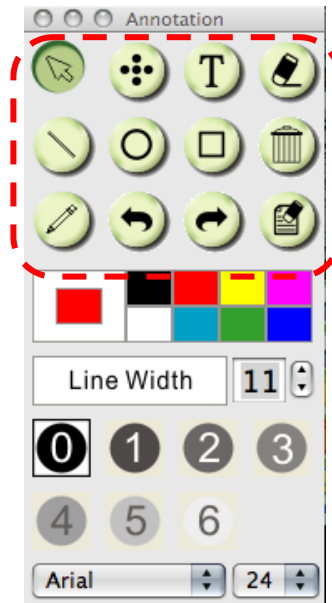 Annotation
T
Line Width 11
0 1 2 3
4 5 6
Arial 24